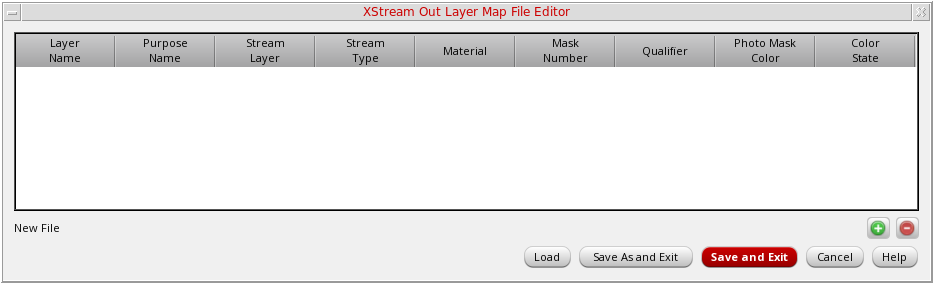 XStream Out Layer Map File Editor
Layer Name
Purpose Name
Stream Layer
Stream Type
Material
Mask Number
Qualifier
Photo Mask Color
Color State
New File
Load
Save As and Exit
Save and Exit
Cancel
Help